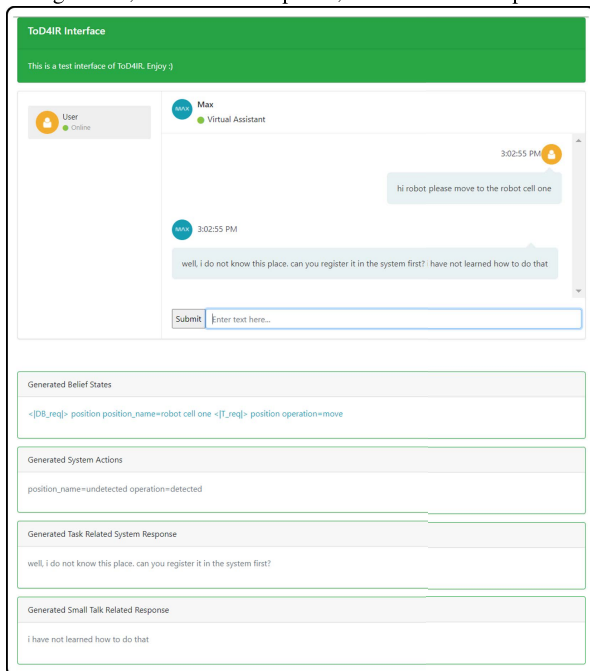 ToD4IR Interface
This is a test interface of ToD4IR. Enjoy :)
User
Online
MAX
Max
Virtual Assistant
3:02:55 PM
hi robot please move to the robot cell one
MAX
3:02:55 PM
well, i do not know this place. can you register it in the system first? i have not learned how to do that
Submit
Enter text here...
Generated Belief States
<|DB_req|> position position_name=robot cell one <|T_req|> position operation=move
Generated System Actions
position_name=undetected operation=detected
Generated Task Related System Response
well, i do not know this place. can you register it in the system first?
Generated Small Talk Related Response
i have not learned how to do that